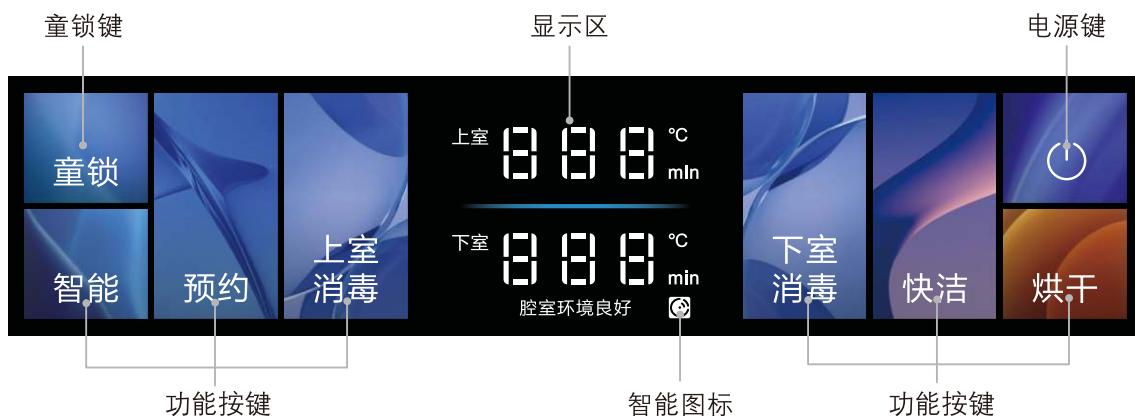 童锁键
显示区
电源键
童锁
智能
预约
上室
消毒
上室 888 ℃
mIn
下室 888 ℃
min
腔室环境良好
下室
消毒
快洁
烘干
功能按键
智能图标
功能按键